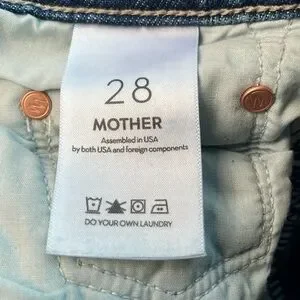 28
MOTHER
Assembled in USA
by both USA and foreign components
DO YOUR OWN LAUNDRY